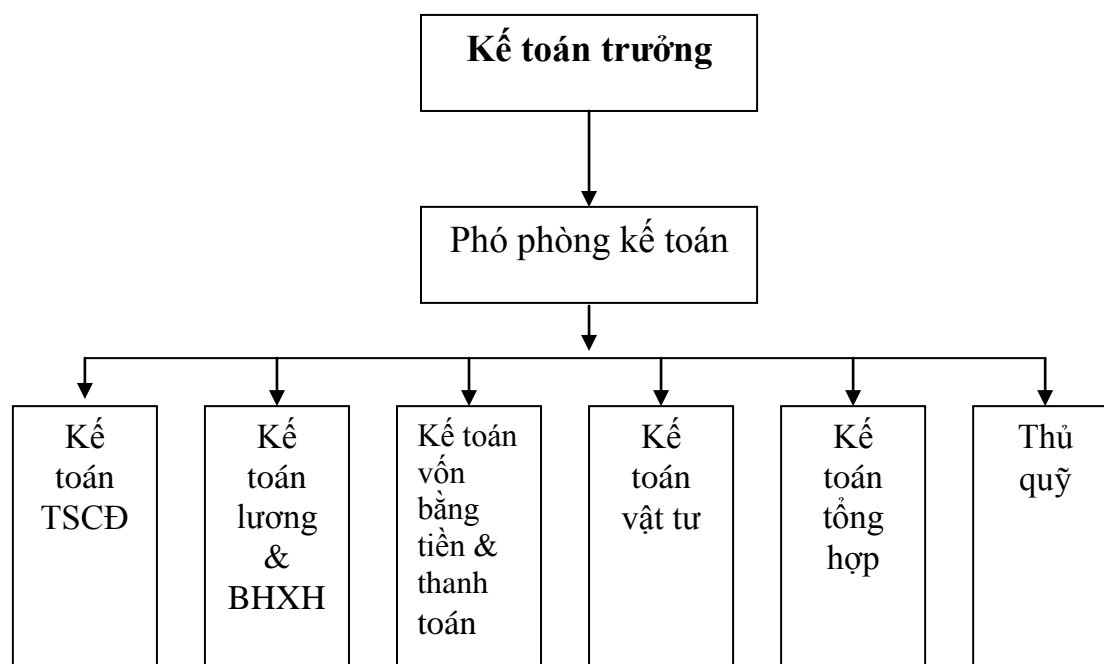 Kế toán trưởng
Phó phòng kế toán
Kế
toán
TSCĐ
Kế
toán
lương
&
BHXH
Kế toán
vốn
bằng
tiền &
thanh
toán
Kế
toán
vật tư
Kế
toán
tổng
hợp
Thủ
quỹ